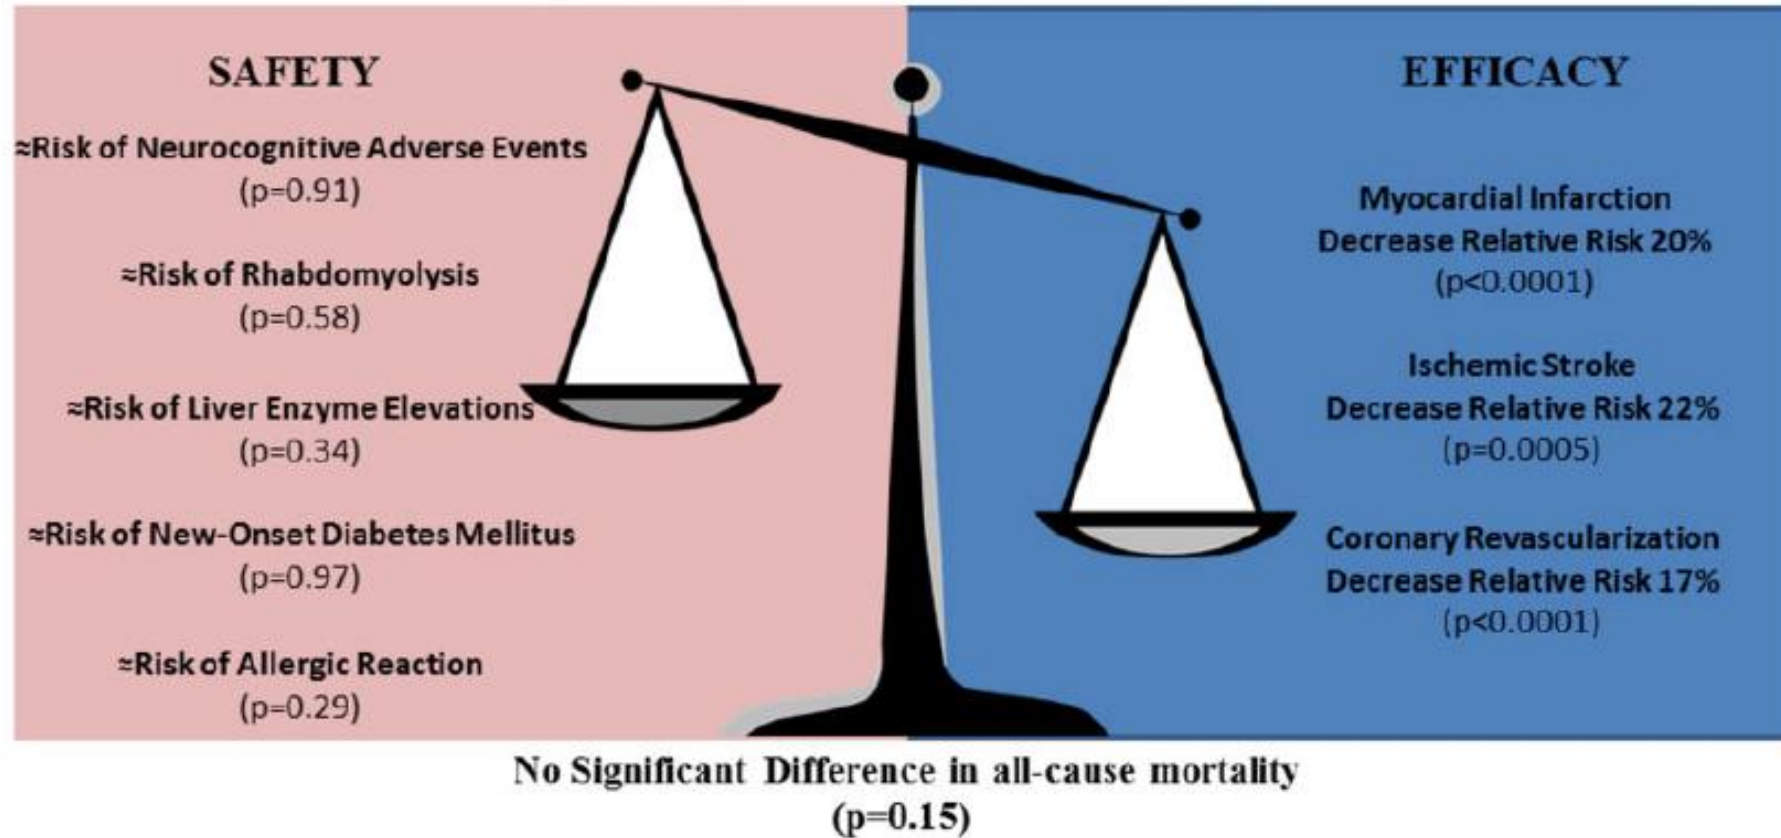 SAFETY
≈Risk of Neurocognitive Adverse Events
(p=0.91)
≈Risk of Rhabdomyolysis
(p=0.58)
≈Risk of Liver Enzyme Elevations
(p=0.34)
≈Risk of New-Onset Diabetes Mellitus
(p=0.97)
≈Risk of Allergic Reaction
(p=0.29)
EFFICACY
Myocardial Infarction
Decrease Relative Risk 20%
(p<0.0001)
Ischemic Stroke
Decrease Relative Risk 22%
(p=0.0005)
Coronary Revascularization
Decrease Relative Risk 17%
(p<0.0001)
No Significant Difference in all-cause mortality
(p=0.15)